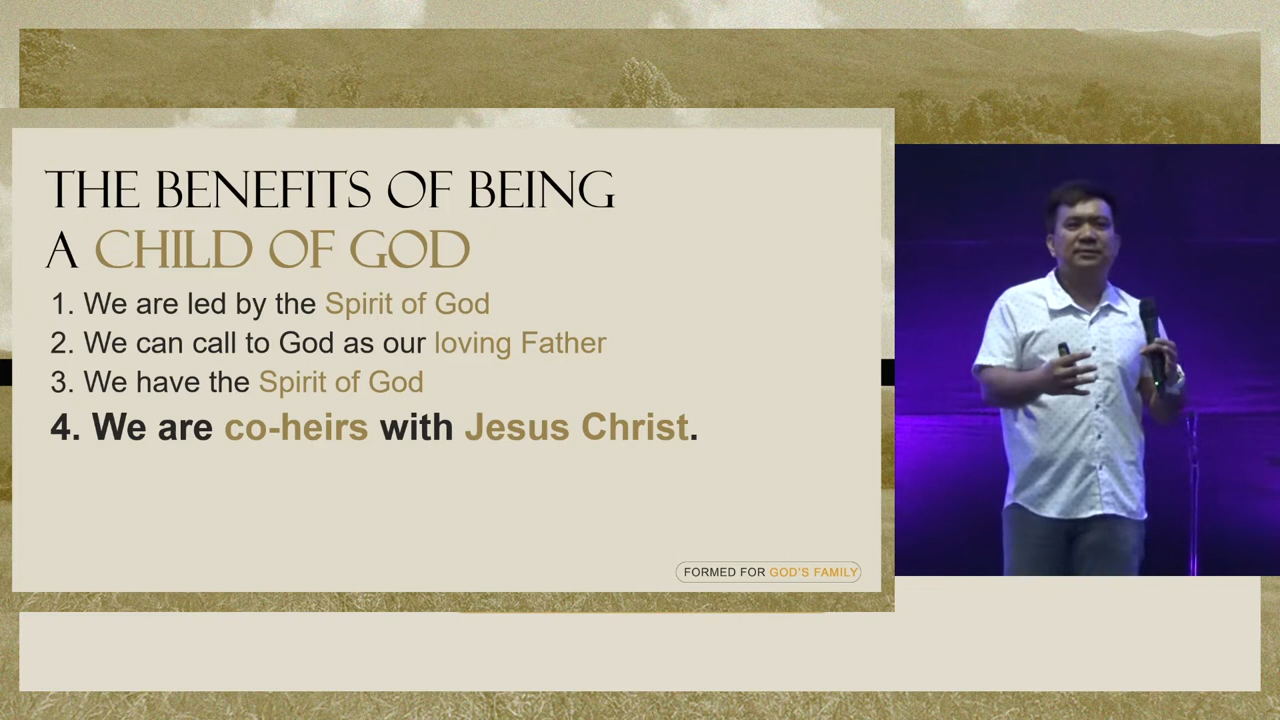 THE BENEFITS OF BEING
A CHILD OF GOD
1. We are led by the Spirit of God
2. We can call to God as our loving Father
3. We have the Spirit of God
4. We are co-heirs with Jesus Christ.
FORMED FOR GOD'S FAMILY